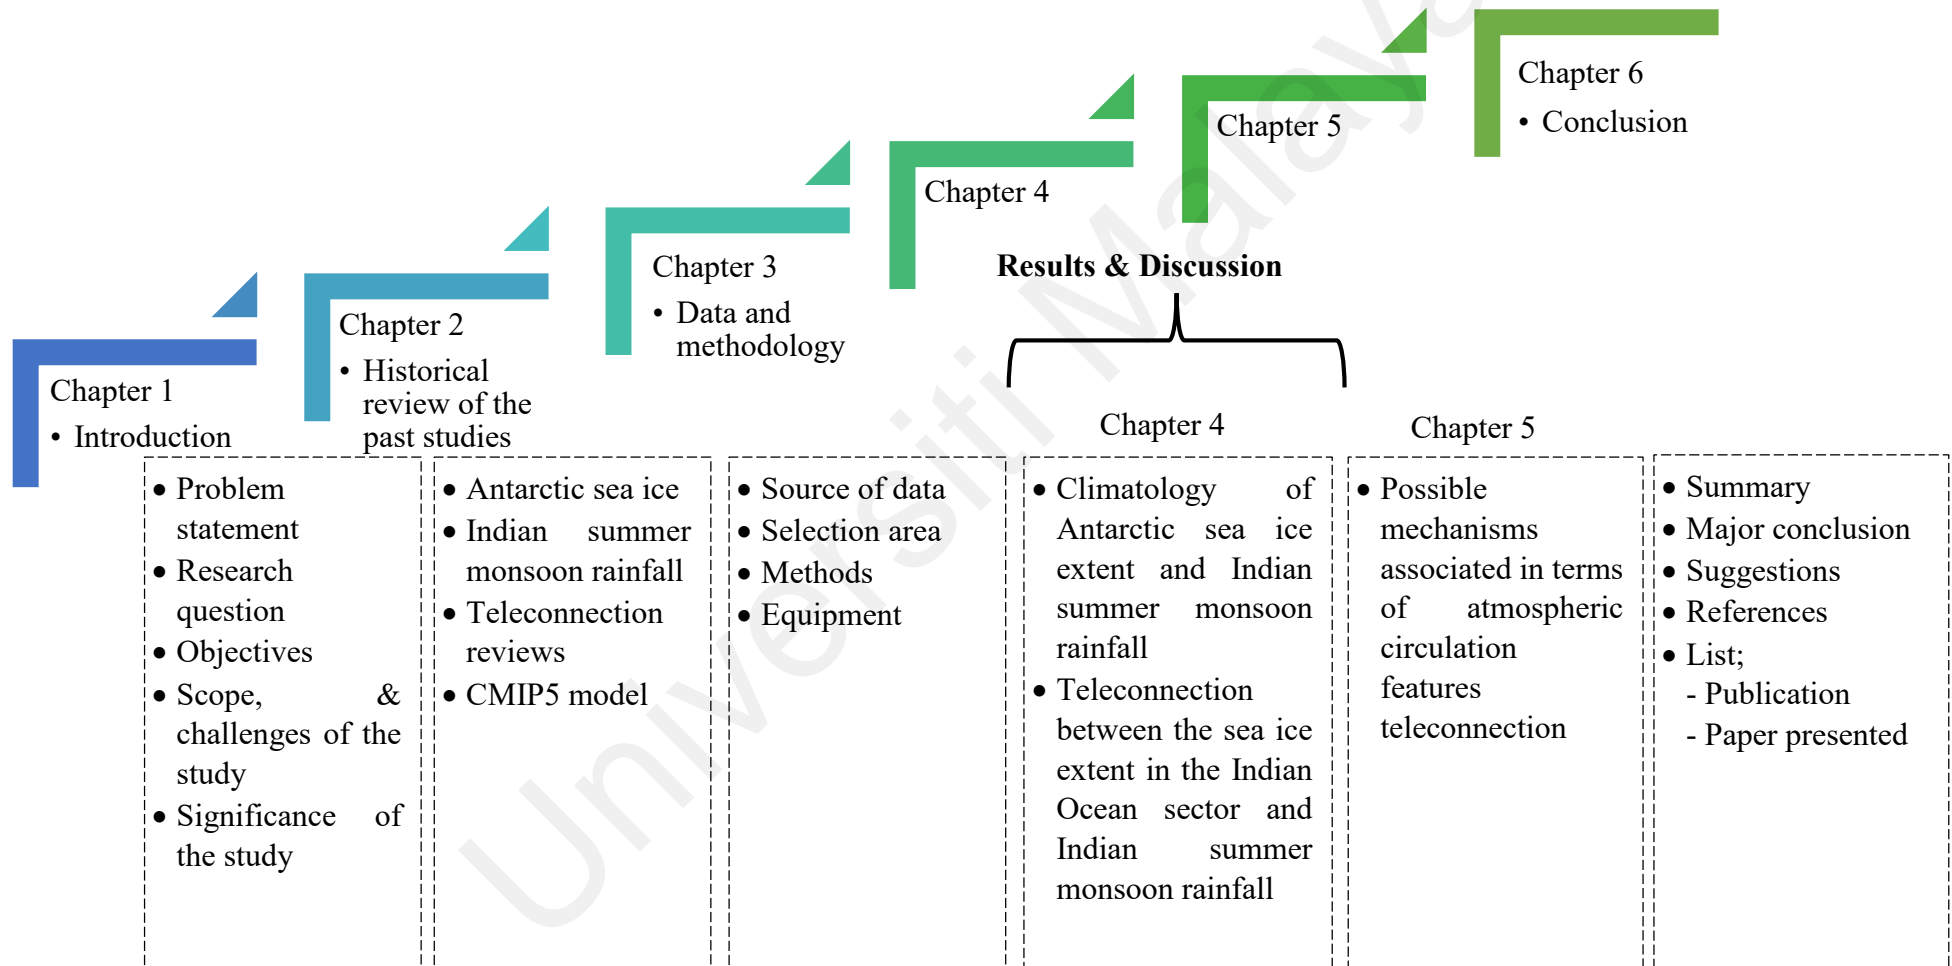 Chapter 1
• Introduction
Chapter 2
• Historical
review of the
past studies
Chapter 3
• Data and
methodology
Chapter 4
Chapter 5
Chapter 6
• Conclusion
Results & Discussion
Chapter 4
Chapter 5
• Problem
statement
• Research
question
• Objectives
• Scope, &
challenges of the
study
• Significance of
the study
• Antarctic sea ice
• Indian summer
monsoon rainfall
• Teleconnection
reviews
• CMIP5 model
• Source of data
• Selection area
• Methods
• Equipment
• Climatology of
Antarctic sea ice
extent and Indian
summer monsoon
rainfall
• Teleconnection
between the sea ice
extent in the Indian
Ocean sector and
Indian summer
monsoon rainfall
• Possible
mechanisms
associated in terms
of atmospheric
circulation
features
teleconnection
• Summary
• Major conclusion
• Suggestions
• References
• List;
- Publication
- Paper presented
Universiti Malaya